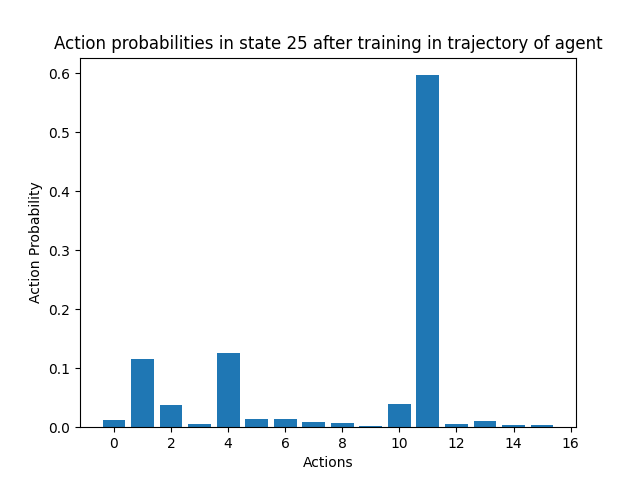 Action probabilities in state 25 after training in trajectory of agent
0.6
0.5
0.4
0.3
0.2
0.1
0.0
Action Probability
0 2 4 6 8 10 12 14 16
Actions